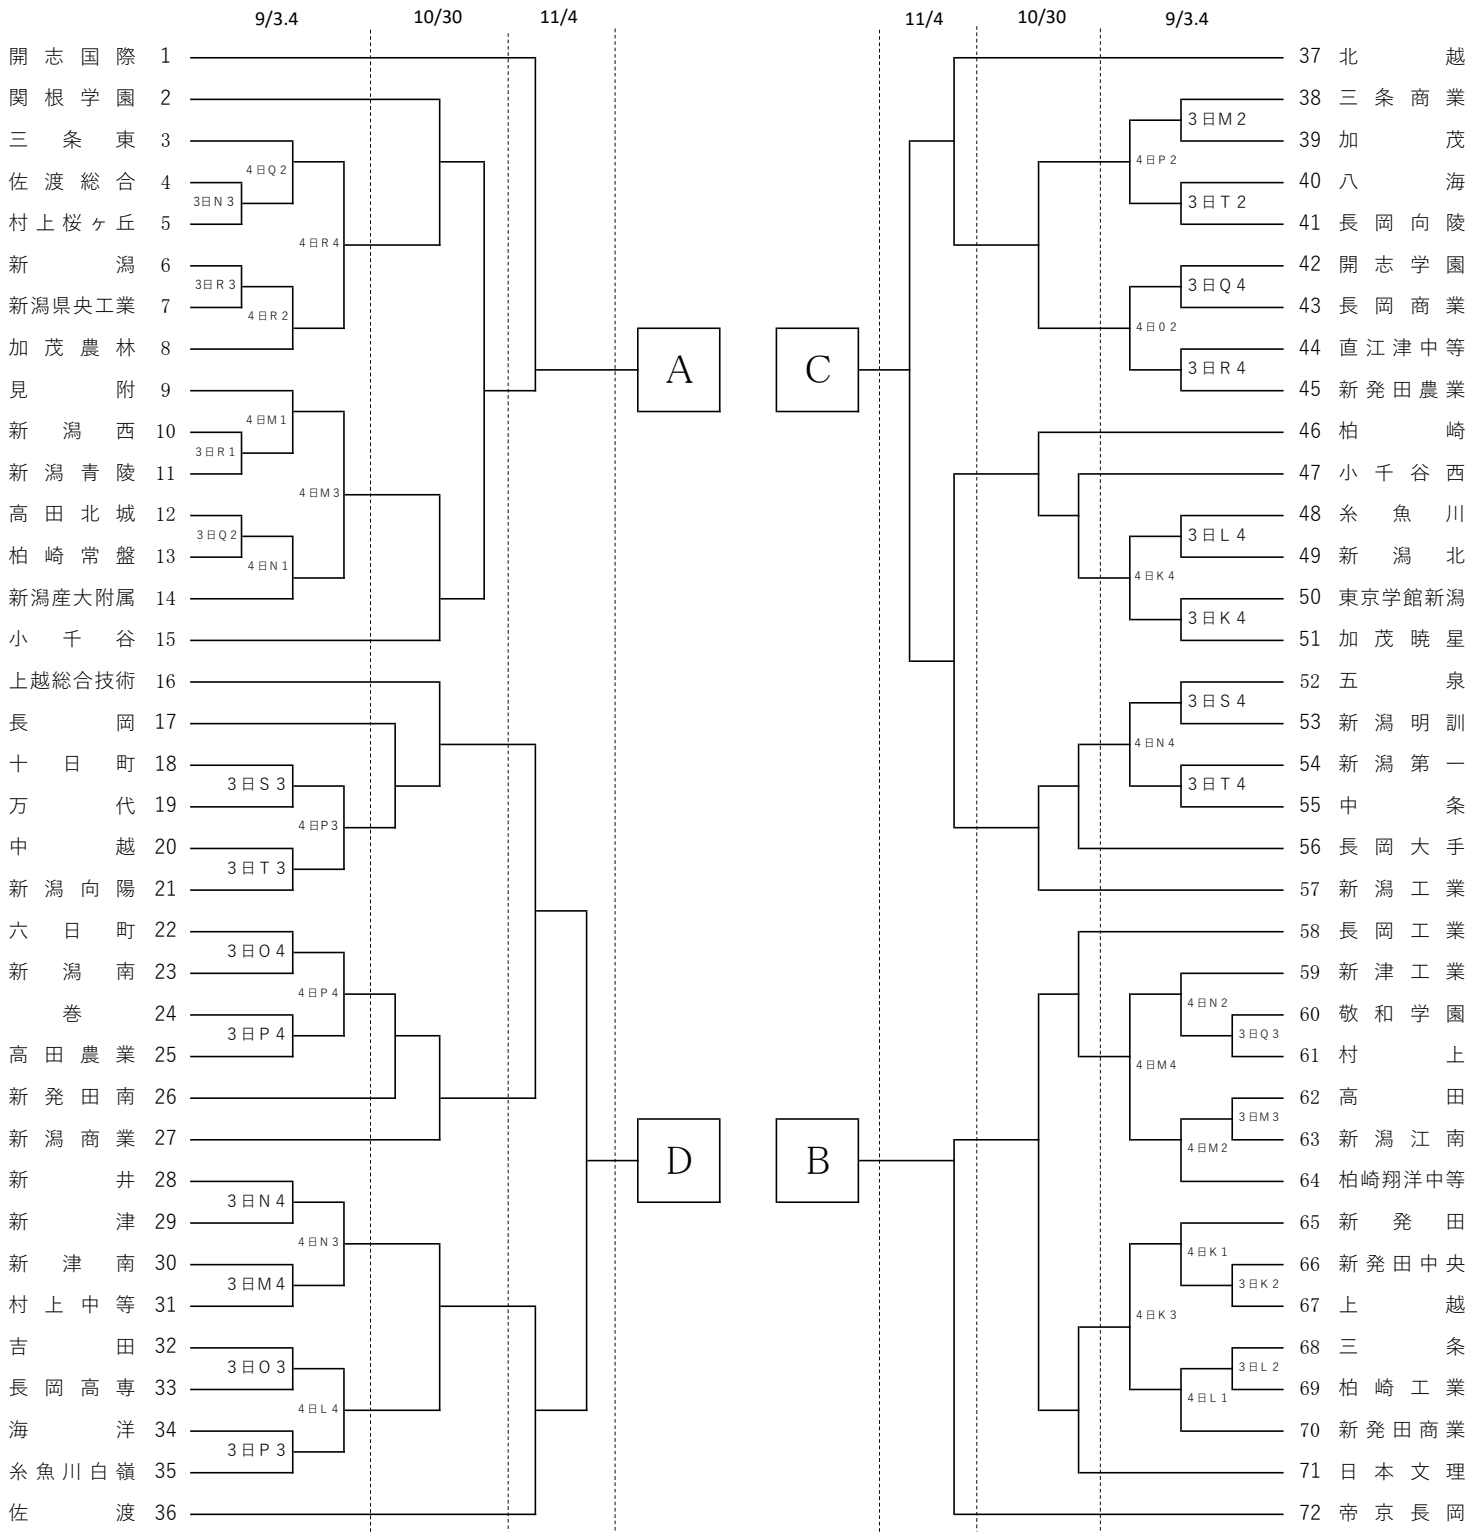 9/3.4 10/30 11/4
開志国際 1
関根学園 2
三条東 3
4日Q2
佐渡総合 4
3日N3
村上桜ヶ丘 5
4日R4
新潟 6
3日R3
新潟県央工業 7
4日R2
加茂農林 8
見附 9
4日M1
新潟西 10
3日R1
新潟青陵 11
4日M3
高田北城 12
3日Q2
柏崎常盤 13
4日N1
新潟産大附属 14
小千谷 15
A
上越総合技術 16
長岡 17
十日町 18
3日S3
万代 19
4日P3
中越 20
3日T3
新潟向陽 21
六日町 22
3日O4
新潟南 23
4日P4
巻 24
3日P4
高田農業 25
新発田南 26
新潟商業 27
新井 28
3日N4
新津 29
4日N3
新津南 30
3日M4
村上中等 31
吉田 32
3日O3
長岡高専 33
4日L4
海洋 34
3日P3
糸魚川白嶺 35
佐渡 36
D
11/4 10/30 9/3.4
37 北越
38 三条商業
3日M2
39 加茂
4日P2
40 八海
3日T2
41 長岡向陵
42 開志学園
3日Q4
43 長岡商業
4日02
44 直江津中等
3日R4
45 新発田農業
46 柏崎
47 小千谷西
48 糸魚川
3日L4
49 新潟北
4日K4
50 東京学館新潟
3日K4
51 加茂暁星
52 五泉
3日S4
53 新潟明訓
4日N4
54 新潟第一
3日T4
55 中条
56 長岡大手
57 新潟工業
C
58 長岡工業
59 新津工業
4日N2
60 敬和学園
3日Q3
61 村上
4日M4
62 高田
3日M3
63 新潟江南
4日M2
64 柏崎翔洋中等
65 新発田
4日K1
66 新発田中央
3日K2
67 上越
4日K3
68 三条
3日L2
69 柏崎工業
4日L1
70 新発田商業
71 日本文理
72 帝京長岡
B